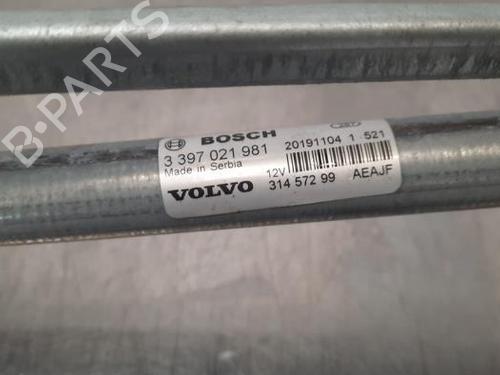 B-PARTS
BOSCH
3 397 021 981
Made in Serbia
20191104 1 521
12V
VOLVO
314 572 99 AEAJF